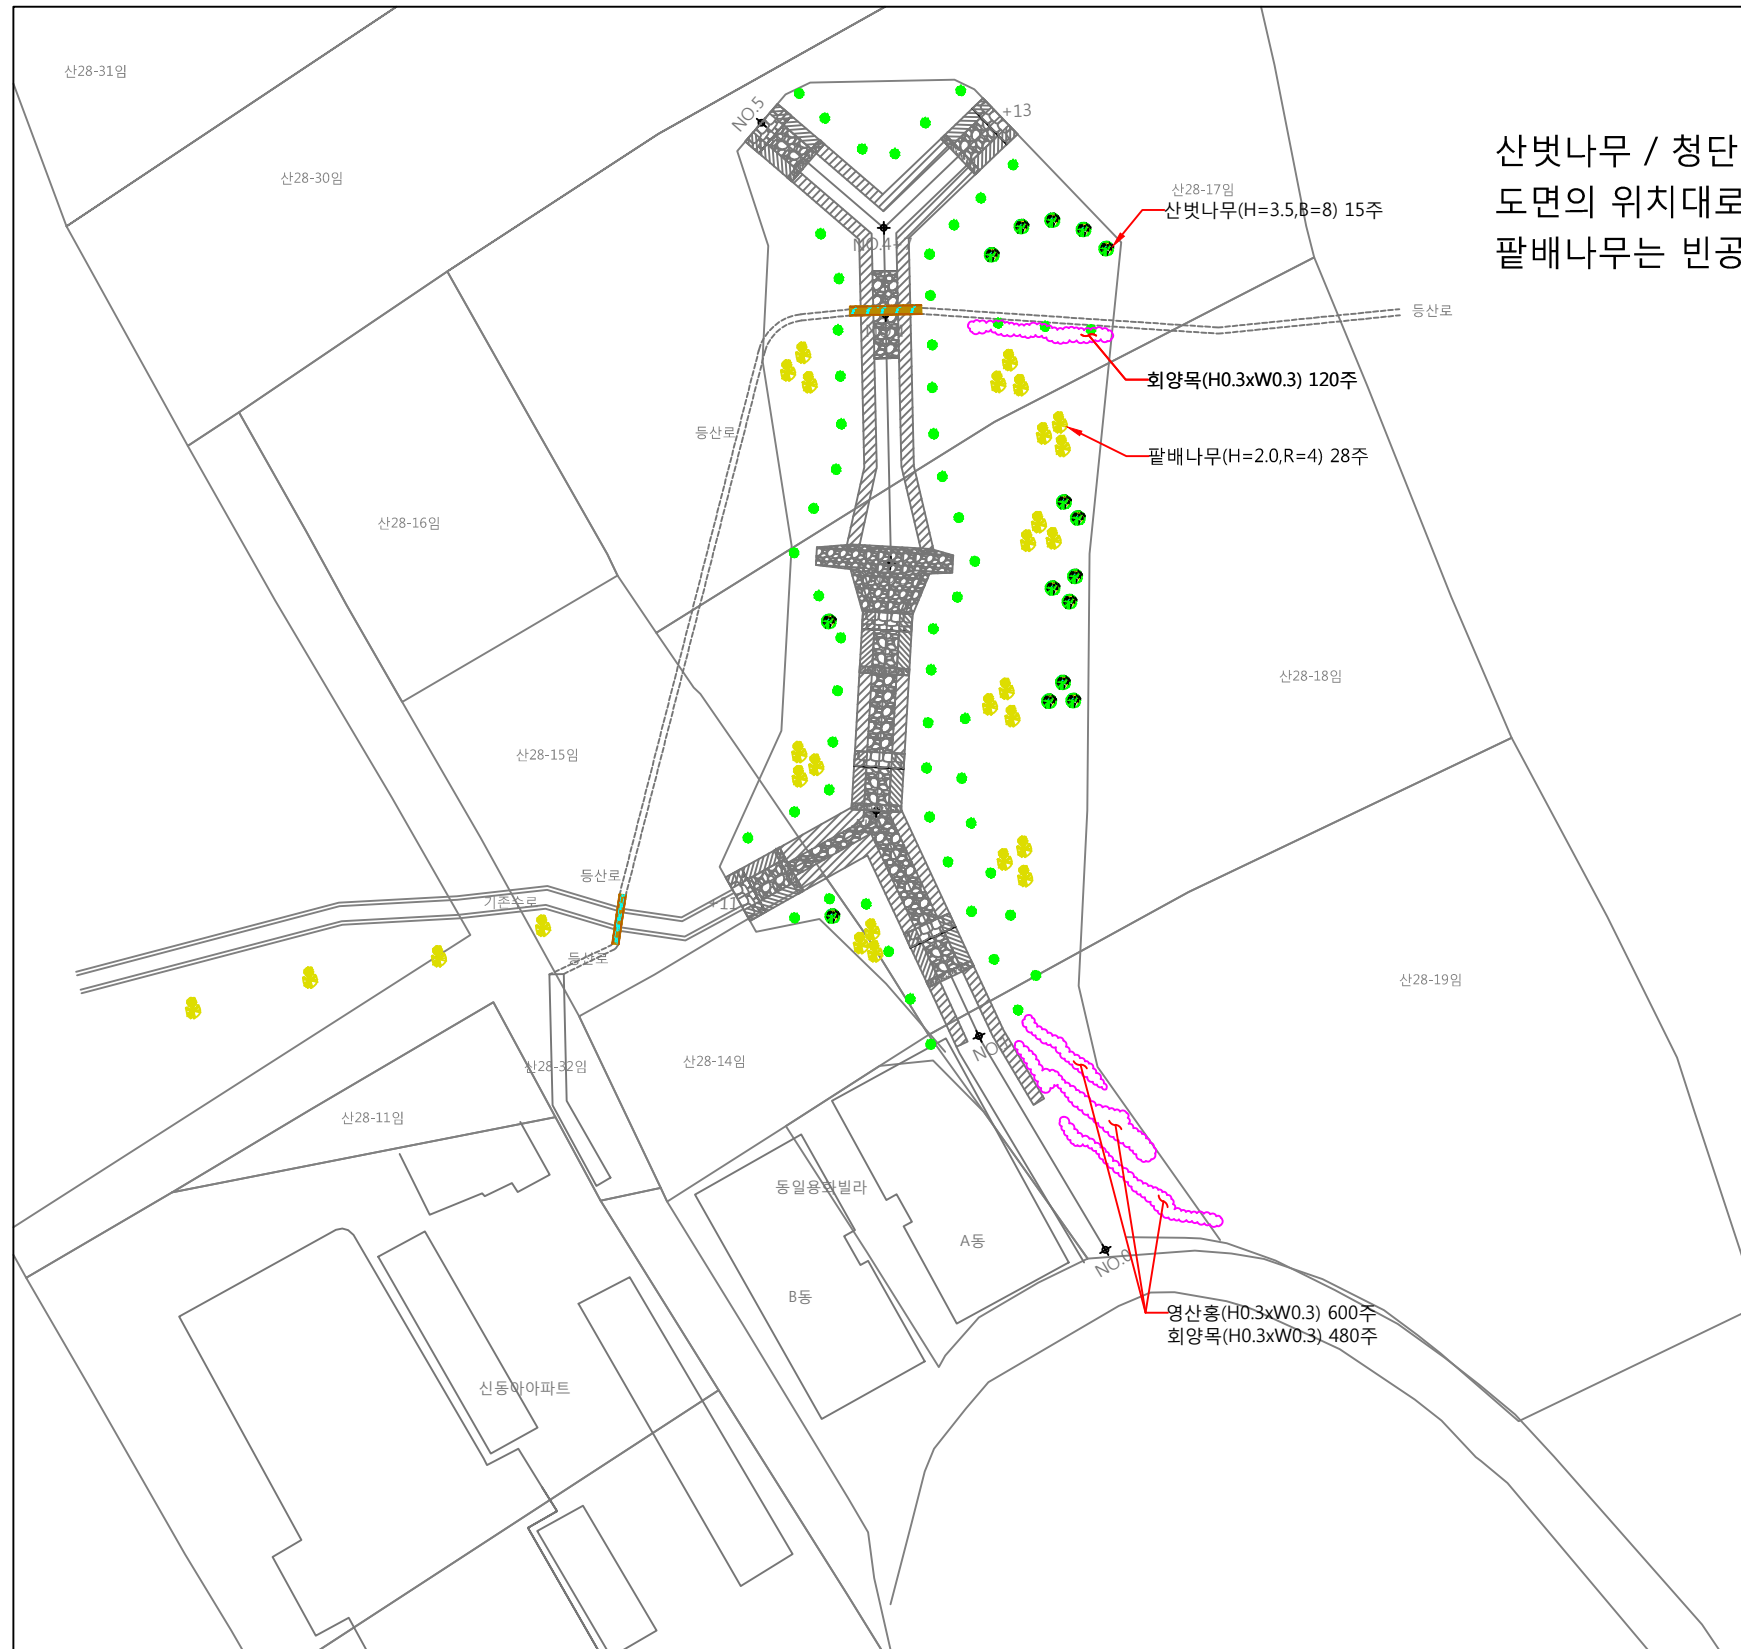 산28-31임
NO.5
+13
산28-30임
산28-17임
산벗나무 / 청단
도면의 위치대로
팥배나무는 빈공
산벗나무(H=3.5,B=8) 15주
NO.4
등산로
회양목(H0.3xW0.3) 120주
등산로
팥배나무(H=2.0,R=4) 28주
산28-16임
산28-18임
산28-15임
등산로
기존수로
+11
등산로
산28-19임
NO.
산28-14임
산28-32임
산28-11임
동일용화빌라
A동
B동
NO.0
영산홍(H0.3xW0.3) 600주
회양목(H0.3xW0.3) 480주
신동아아파트